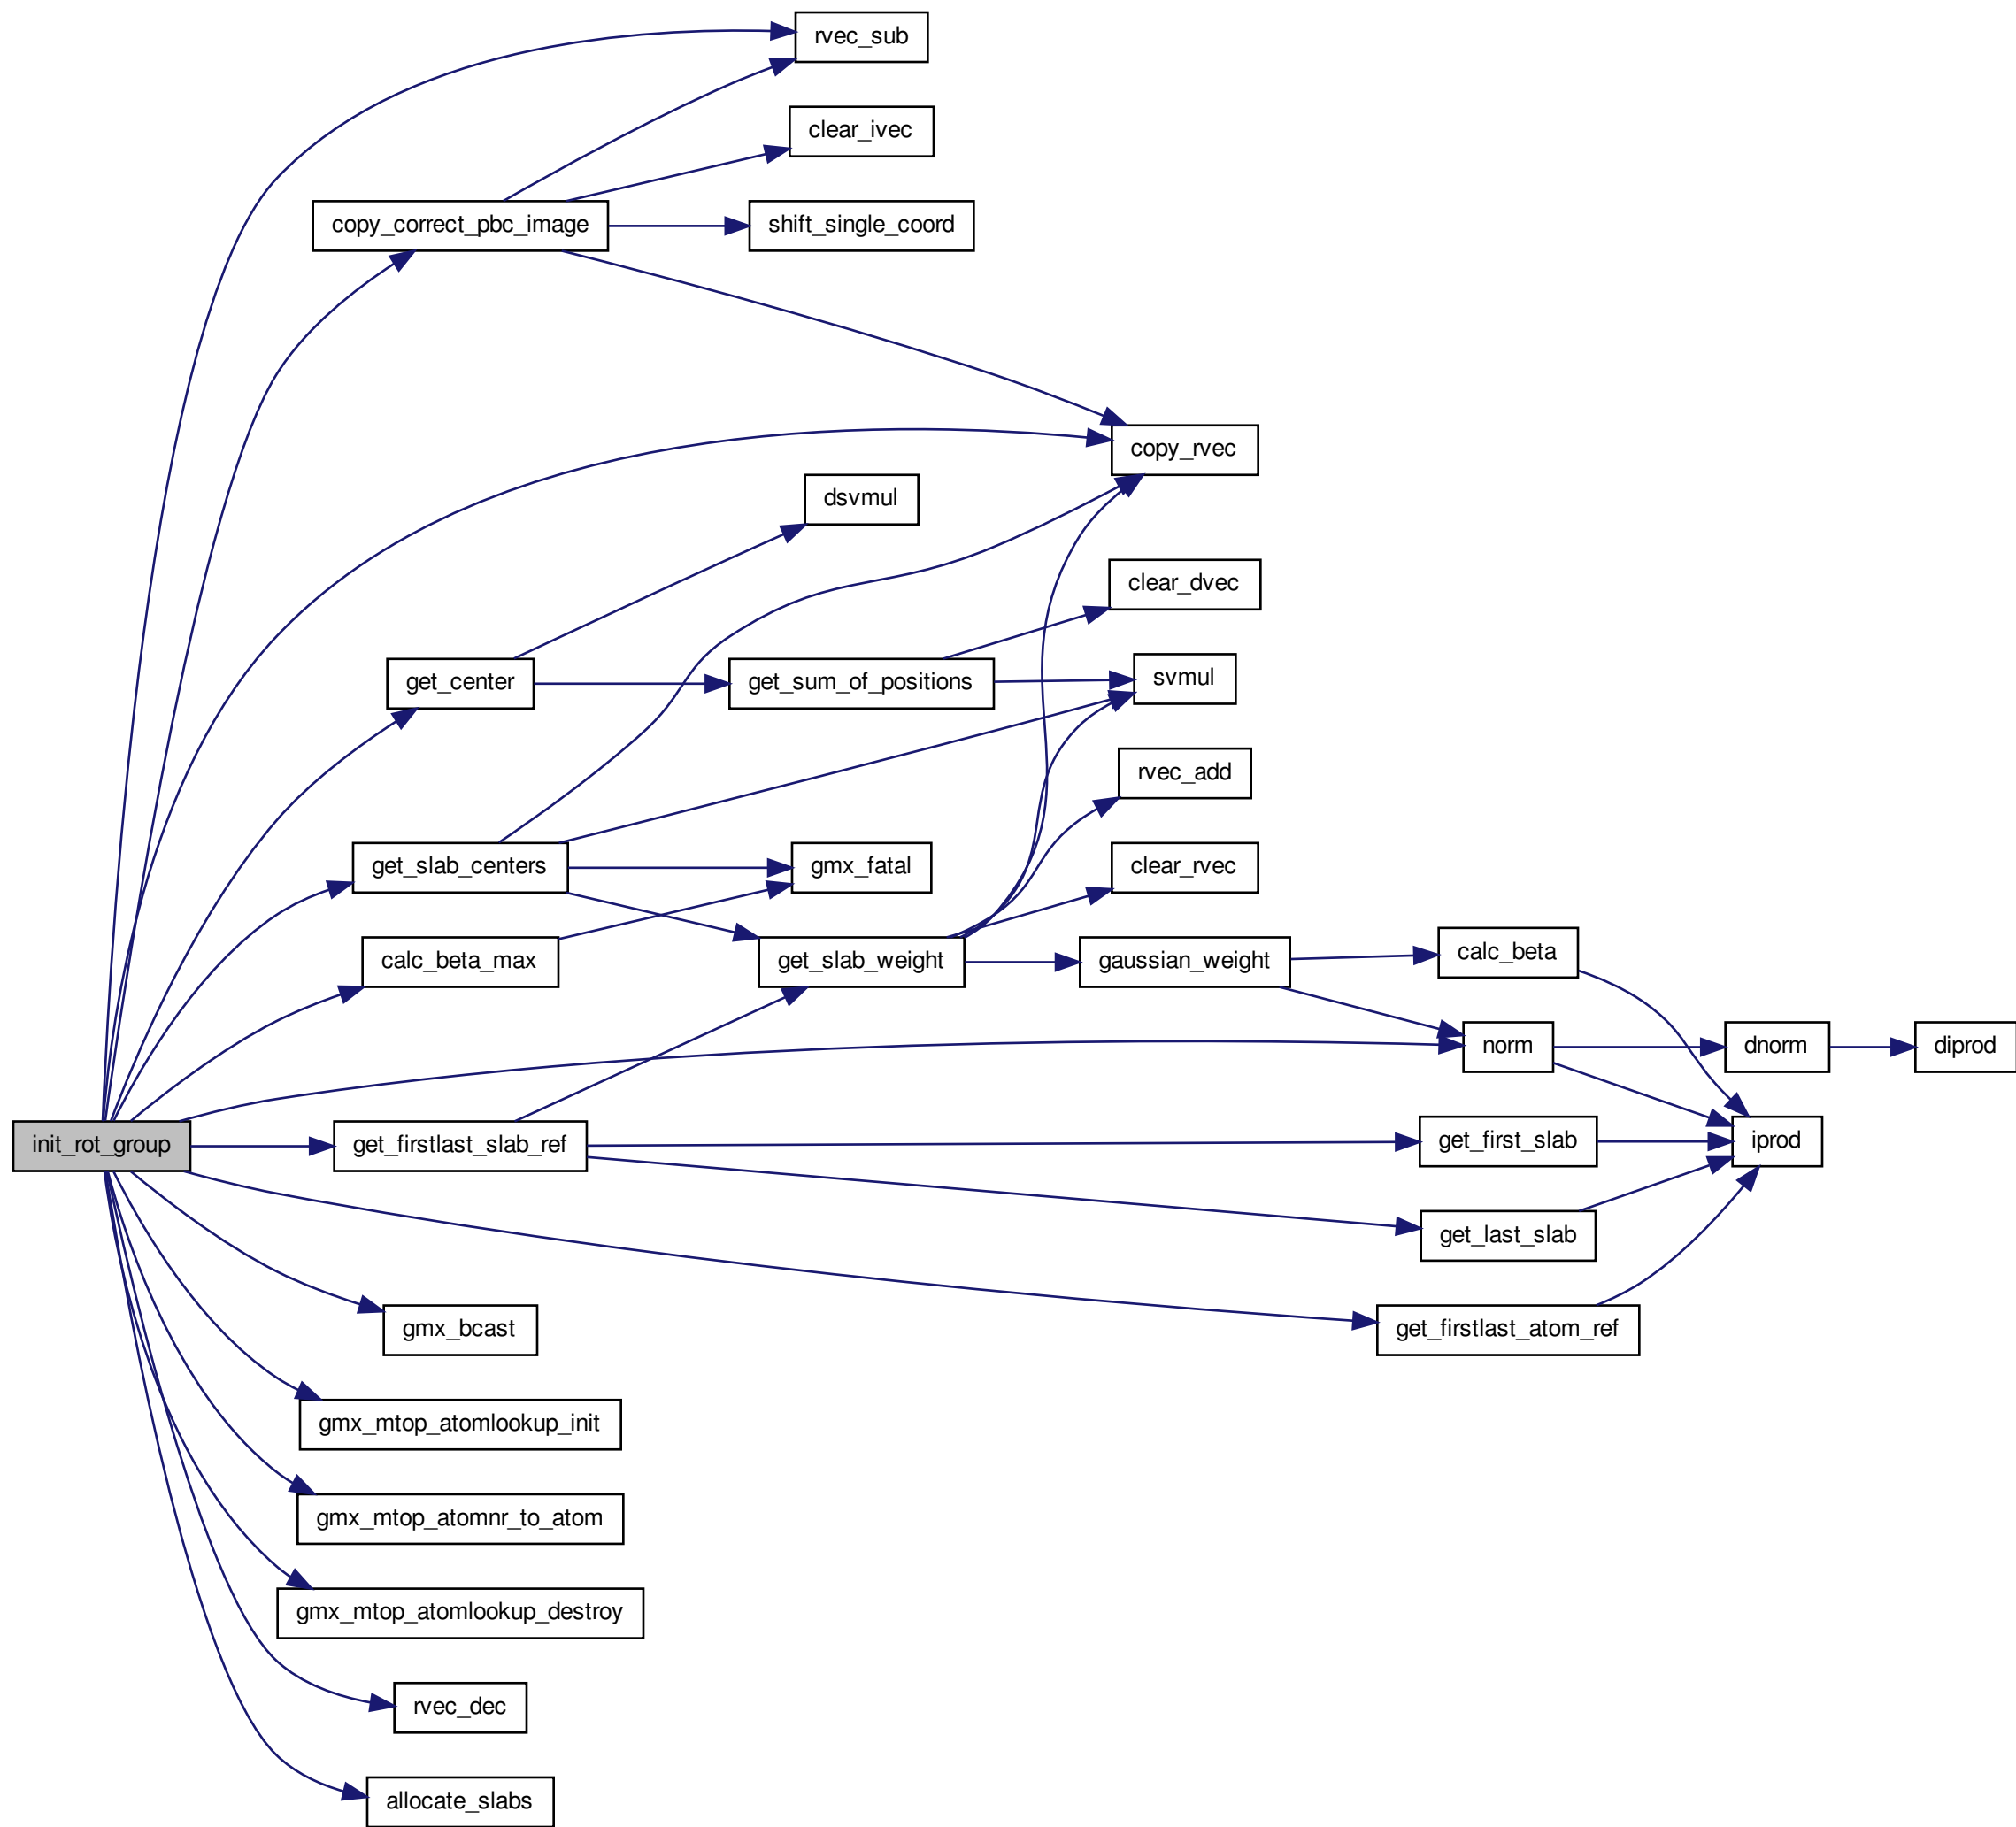 rvec_sub
clear_ivec
copy_correct_pbc_image
shift_single_coord
copy_rvec
dsvmul
clear_dvec
get_center
get_sum_of_positions
svmul
rvec_add
get_slab_centers
gmx_fatal
clear_rvec
calc_beta_max
get_slab_weight
gaussian_weight
calc_beta
norm
dnorm
diprod
init_rot_group
get_firstlast_slab_ref
get_first_slab
iprod
get_last_slab
gmx_bcast
get_firstlast_atom_ref
gmx_mtop_atomlookup_init
gmx_mtop_atomnr_to_atom
gmx_mtop_atomlookup_destroy
rvec_dec
allocate_slabs